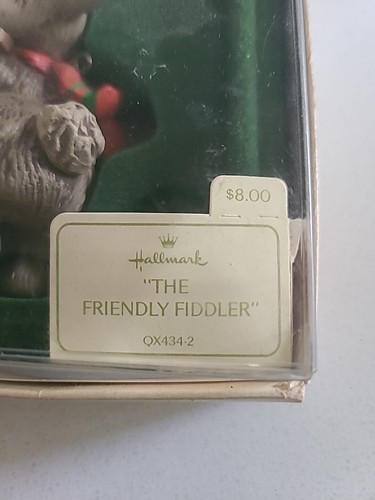 $8.00
Hallmark
"THE
FRIENDLY FIDDLER"
QX434-2